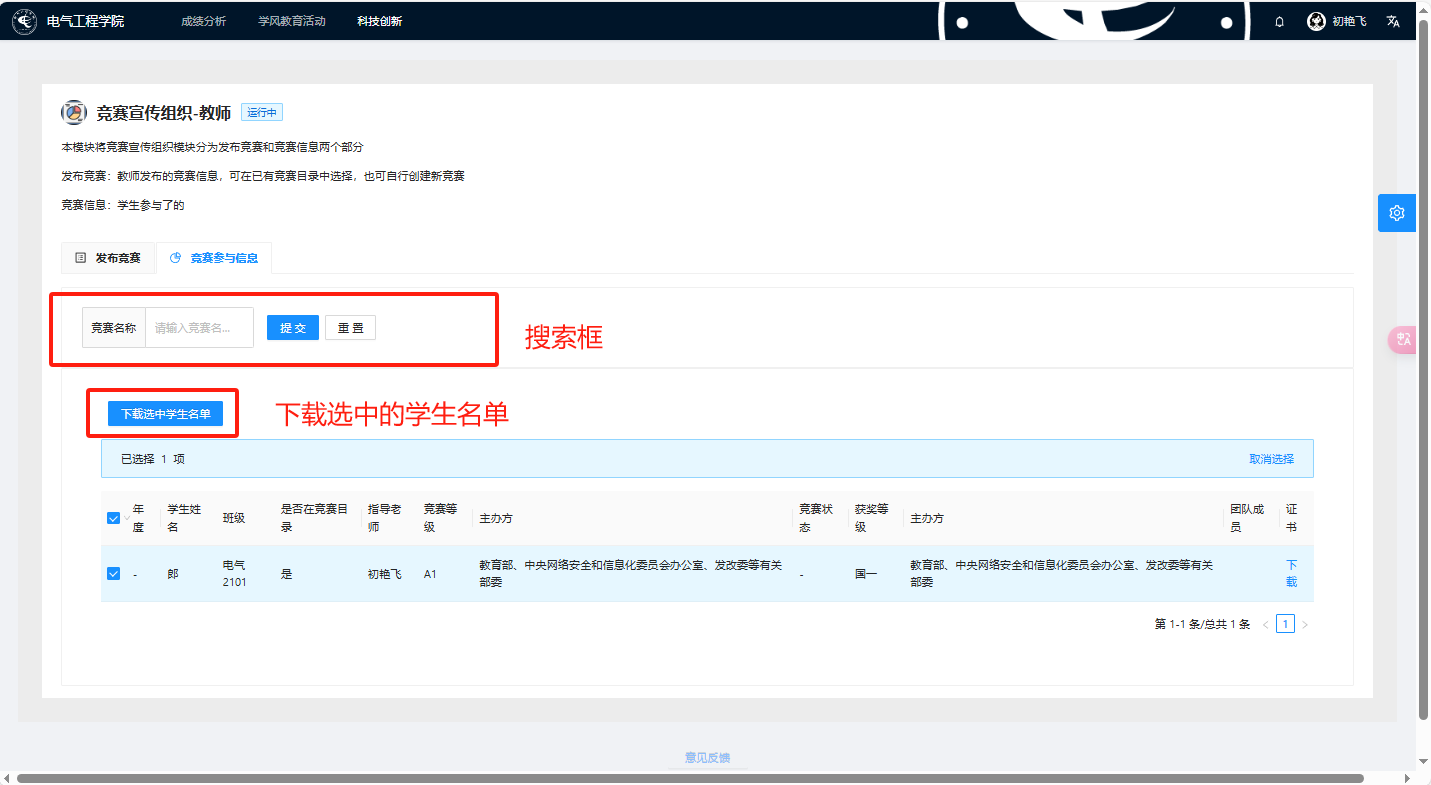 电气工程学院 成绩分析 学风教育活动 科技创新 初艳飞
竞赛宣传组织-教师 运行中
本模块将竞赛宣传组织模块分为发布竞赛和竞赛信息两个部分
发布竞赛：教师发布的竞赛信息，可在已有竞赛目录中选择，也可自行创建新竞赛
竞赛信息：学生参与了的
发布竞赛 竞赛参与信息
竞赛名称 请输入竞赛名... 提 交 重 置
搜索框
下载选中学生名单
下载选中的学生名单
已选择 1 项 取消选择
年度 学生姓名 班级 是否在竞赛目录 指导老师 竞赛等级 主办方 竞赛状态 获奖等级 主办方 团队成员 证书
- 郎 电气2101 是 初艳飞 A1 教育部、中央网络安全和信息化委员会办公室、发改委等有关部委 - 国一 教育部、中央网络安全和信息化委员会办公室、发改委等有关部委 下载
第 1-1 条/总共 1 条 < 1 >
意见反馈